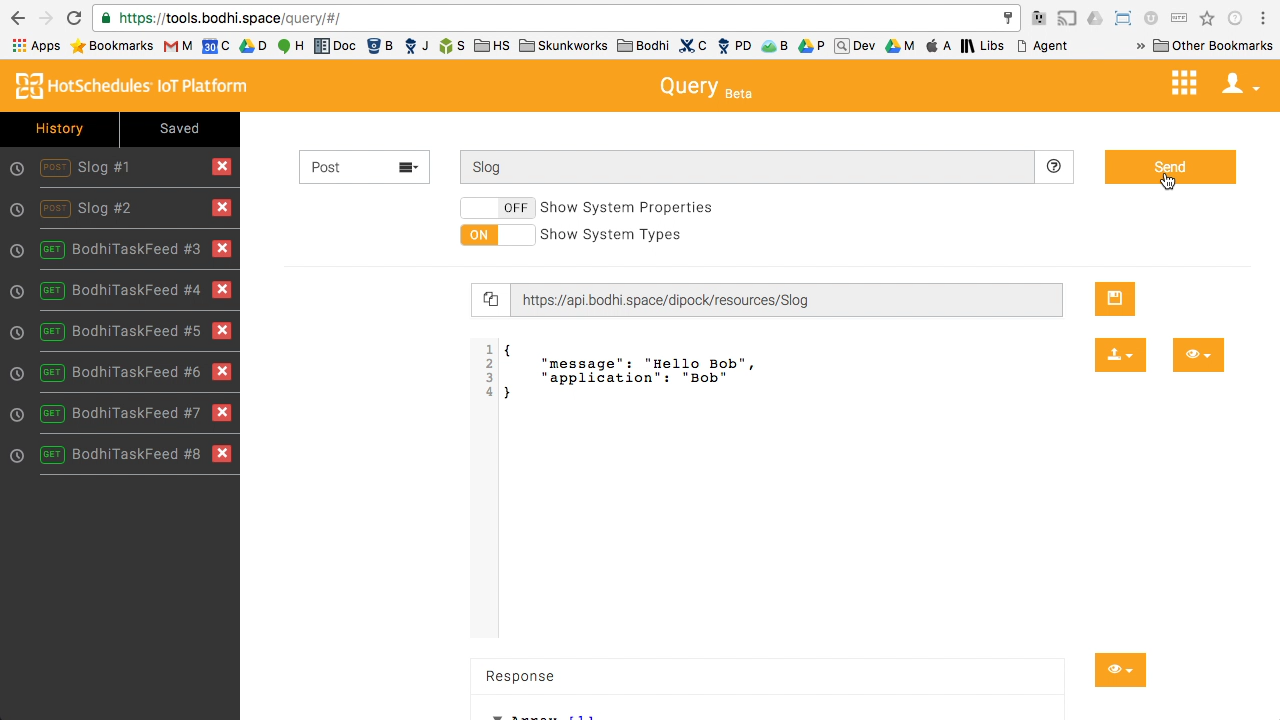 https://tools.bodhi.space/query/#/
Apps Bookmarks M 30 C D H Doc B J S HS Skunkworks Bodhi C PD B P Dev M A Libs Agent » Other Bookmarks
HotSchedules IoT Platform
Query Beta
History Saved
POST Slog #1
POST Slog #2
GET BodhiTaskFeed #3
GET BodhiTaskFeed #4
GET BodhiTaskFeed #5
GET BodhiTaskFeed #6
GET BodhiTaskFeed #7
GET BodhiTaskFeed #8
Post Slog Send
OFF Show System Properties
ON Show System Types
https://api.bodhi.space/dipock/resources/Slog
1 {
2 "message": "Hello Bob",
3 "application": "Bob"
4 }
Response
Array [1]